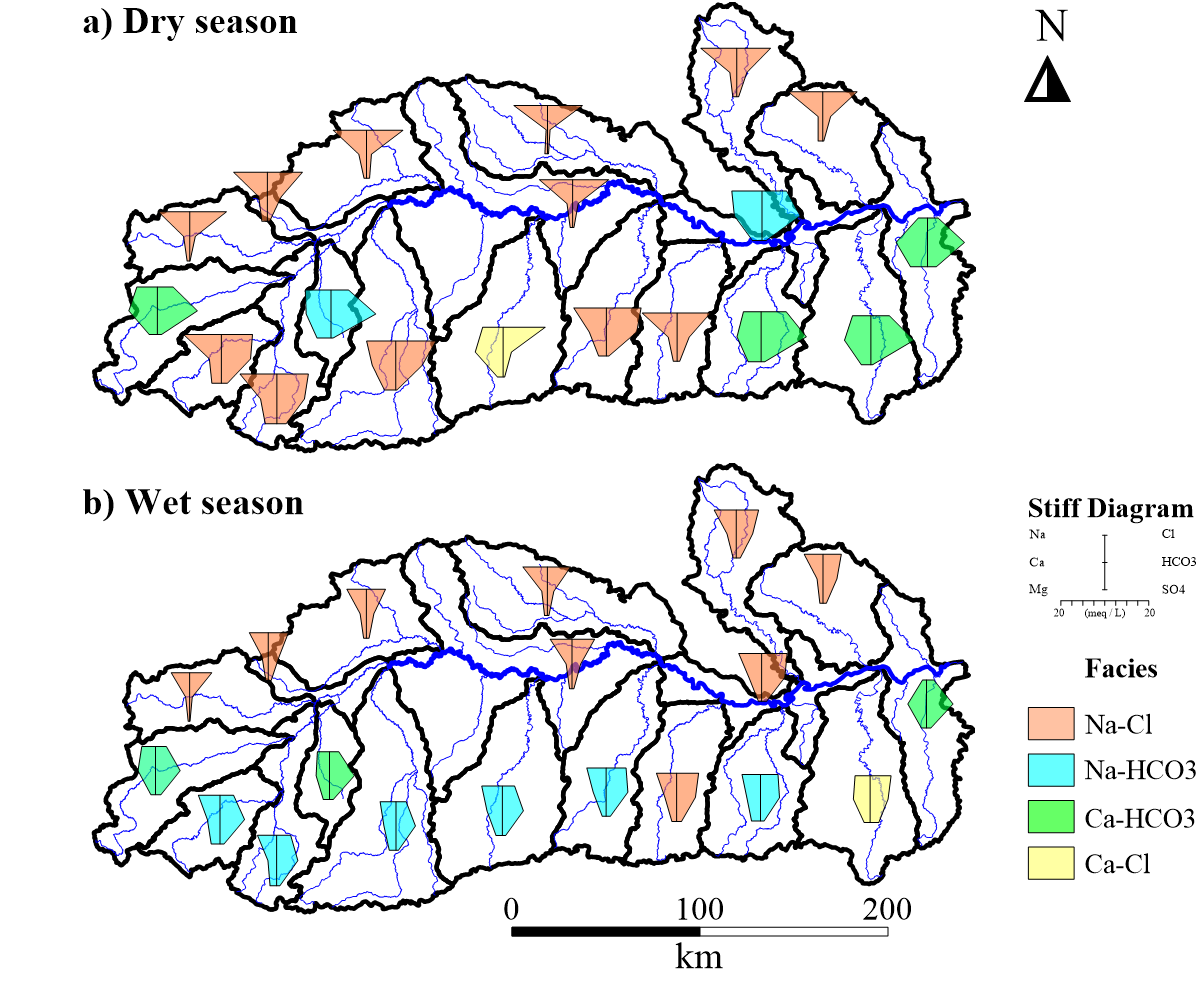 a) Dry season
N
b) Wet season
Stiff Diagram
Na Cl
Ca HCO3
Mg SO4
20 (meq / L) 20
Facies
Na-Cl
Na-HCO3
Ca-HCO3
Ca-Cl
0 100 200
km